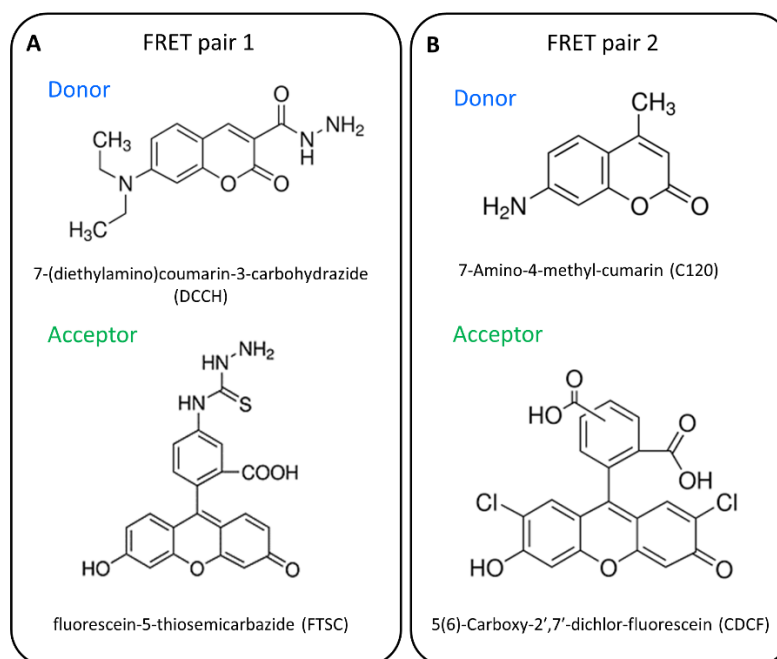 A
FRET pair 1
Donor
O
NH₂
N
H
CH₃
N
O
O
H₃C
7-(diethylamino)coumarin-3-carbohydrazide
(DCCH)
Acceptor
NH₂
HN-N
H
HN
S
COOH
HO
O
O
fluorescein-5-thiosemicarbazide (FTSC)
B
FRET pair 2
Donor
CH₃
H₂N
O
O
7-Amino-4-methyl-cumarin (C120)
Acceptor
O
HO
O
OH
Cl
Cl
HO
O
O
5(6)-Carboxy-2’,7’-dichlor-fluorescein (CDCF)